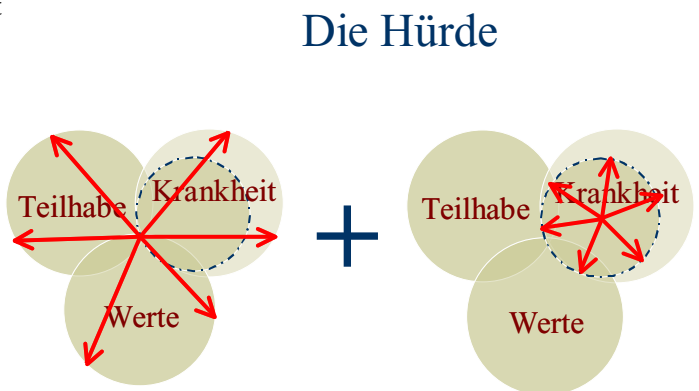 Die Hürde
Teilhabe
Krankheit
Werte
+
Teilhabe
Krankheit
Werte